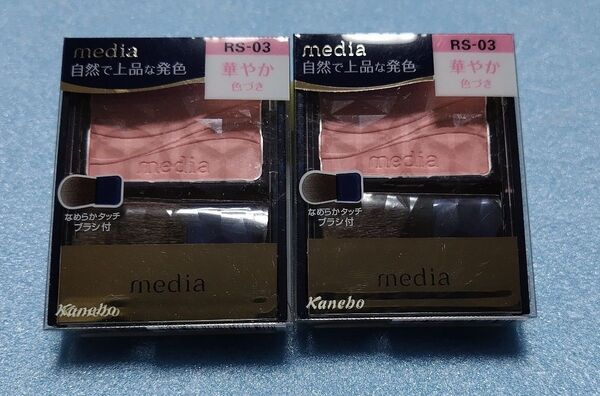 media
RS-03
自然で上品な発色
華やか
色づき
media
なめらかタッチ
ブラシ付
media
Kanebo
media
RS-03
自然で上品な発色
華やか
色づき
media
なめらかタッチ
ブラシ付
media
Kanebo